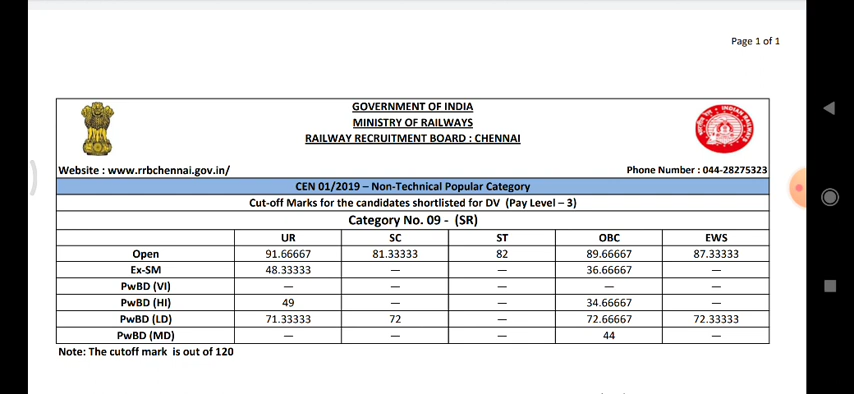 Page 1 of 1
GOVERNMENT OF INDIA
MINISTRY OF RAILWAYS
RAILWAY RECRUITMENT BOARD : CHENNAI
Website : www.rrbchennai.gov.in/ Phone Number : 044-28275323
CEN 01/2019 – Non-Technical Popular Category
Cut-off Marks for the candidates shortlisted for DV (Pay Level – 3)
Category No. 09 - (SR)
UR SC ST OBC EWS
Open 91.66667 81.33333 82 89.66667 87.33333
Ex-SM 48.33333 — — 36.66667 —
PwBD (VI) — — — — —
PwBD (HI) 49 — — 34.66667 —
PwBD (LD) 71.33333 72 — 72.66667 72.33333
PwBD (MD) — — — 44 —
Note: The cutoff mark is out of 120